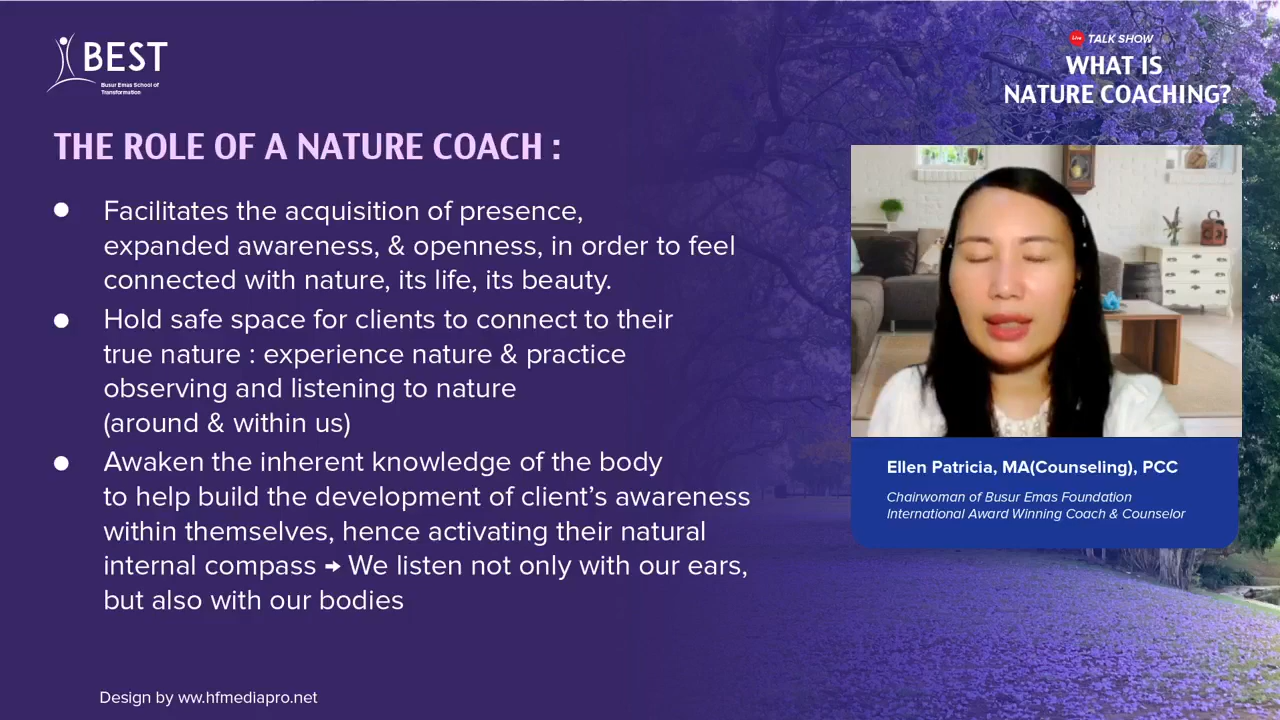 BEST
Busur Emas School of
Transformation
Live TALK SHOW
WHAT IS
NATURE COACHING?
THE ROLE OF A NATURE COACH :
Facilitates the acquisition of presence,
expanded awareness, & openness, in order to feel
connected with nature, its life, its beauty.
Hold safe space for clients to connect to their
true nature : experience nature & practice
observing and listening to nature
(around & within us)
Awaken the inherent knowledge of the body
to help build the development of client’s awareness
within themselves, hence activating their natural
internal compass → We listen not only with our ears,
but also with our bodies
Ellen Patricia, MA(Counseling), PCC
Chairwoman of Busur Emas Foundation
International Award Winning Coach & Counselor
Design by ww.hfmediapro.net